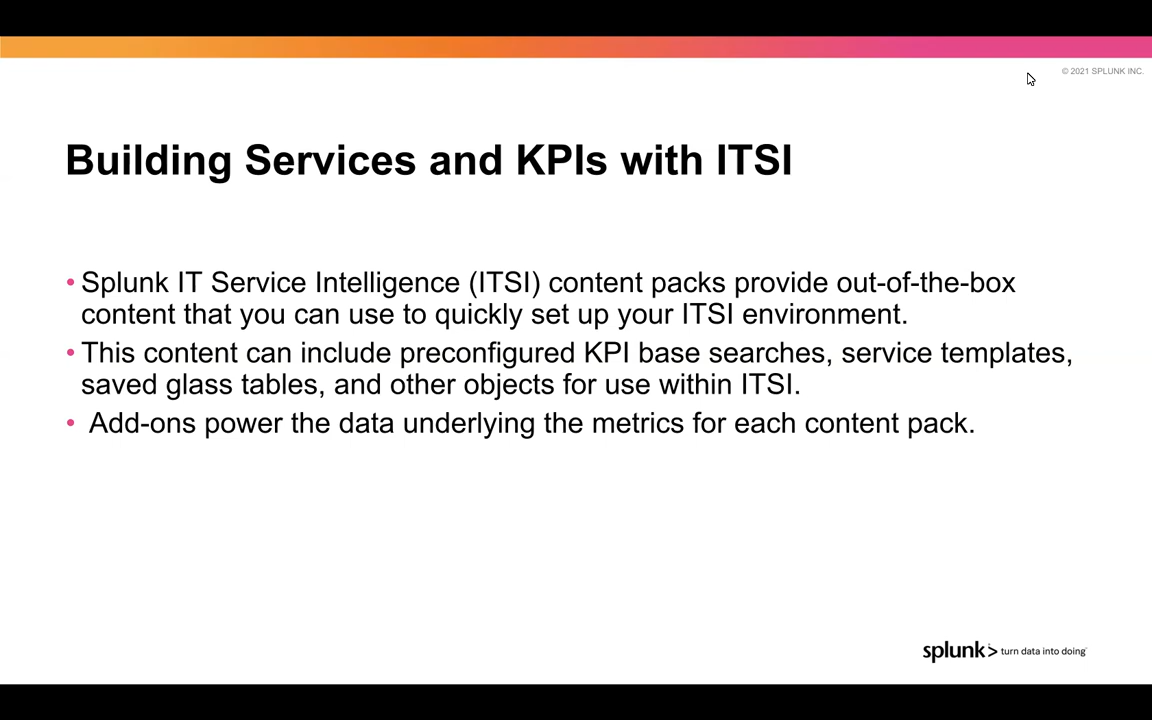 © 2021 SPLUNK INC.
Building Services and KPIs with ITSI
• Splunk IT Service Intelligence (ITSI) content packs provide out-of-the-box
content that you can use to quickly set up your ITSI environment.
• This content can include preconfigured KPI base searches, service templates,
saved glass tables, and other objects for use within ITSI.
• Add-ons power the data underlying the metrics for each content pack.
splunk> turn data into doing